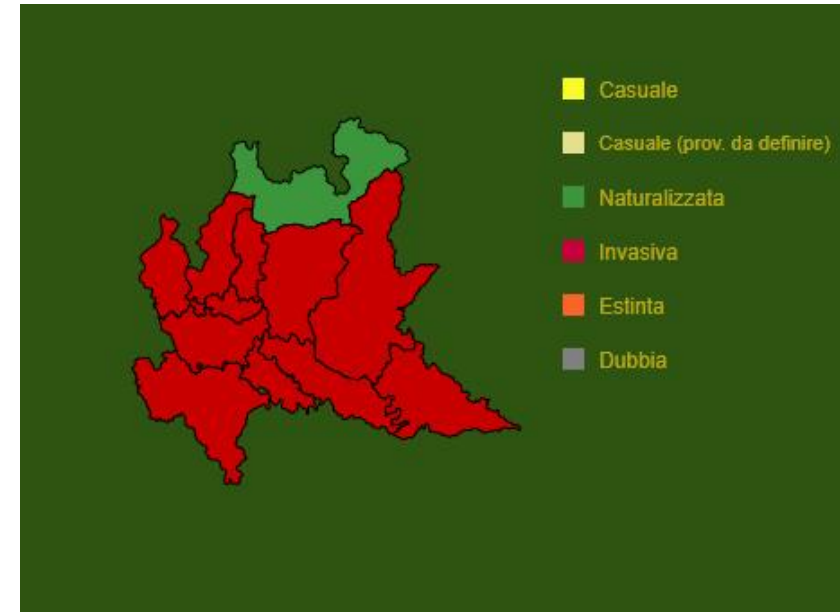 Casuale
Casuale (prov. da definire)
Naturalizzata
Invasiva
Estinta
Dubbia